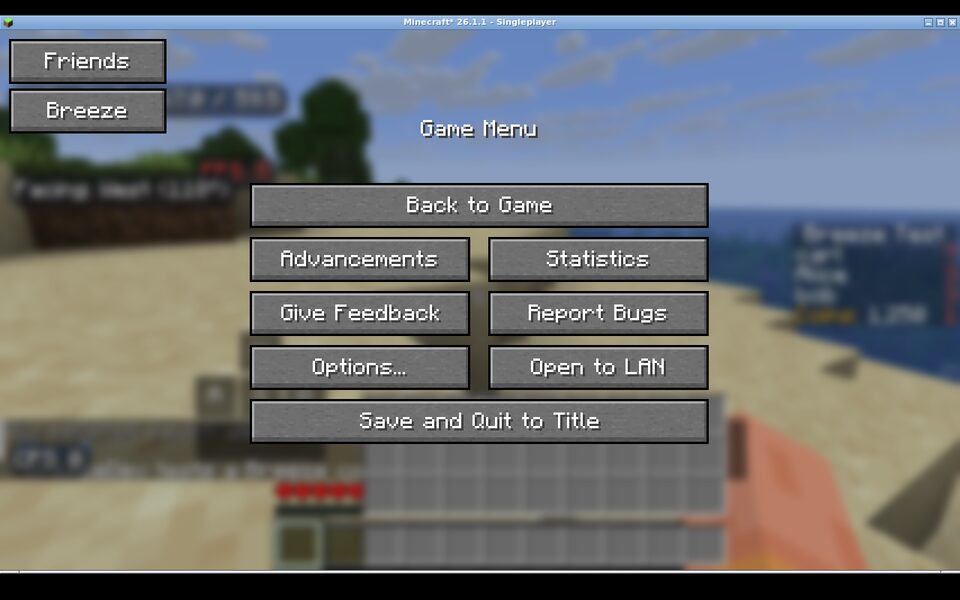 Minecraft* 26.1.1 - Singleplayer
Friends
Breeze
Game Menu
Back to Game
Advancements
Statistics
Give Feedback
Report Bugs
Options...
Open to LAN
Save and Quit to Title